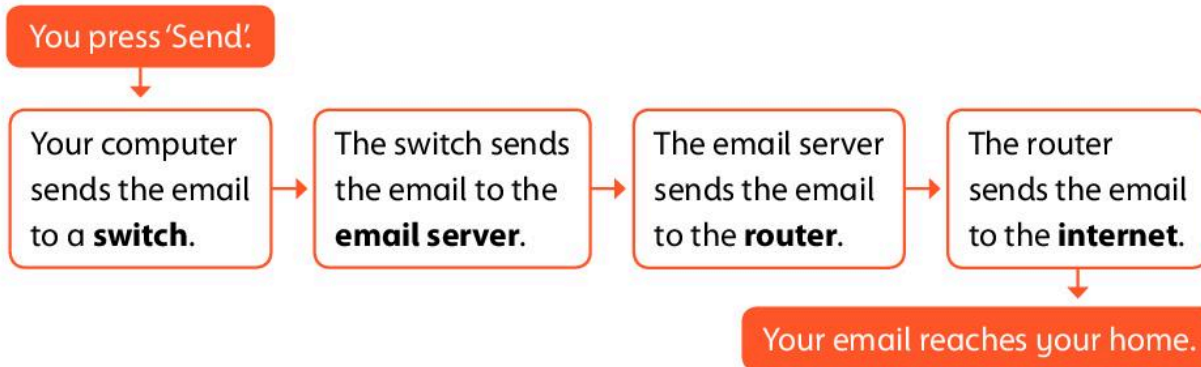 You press ‘Send’.
Your computer
sends the email
to a switch.
The switch sends
the email to the
email server.
The email server
sends the email
to the router.
The router
sends the email
to the internet.
Your email reaches your home.